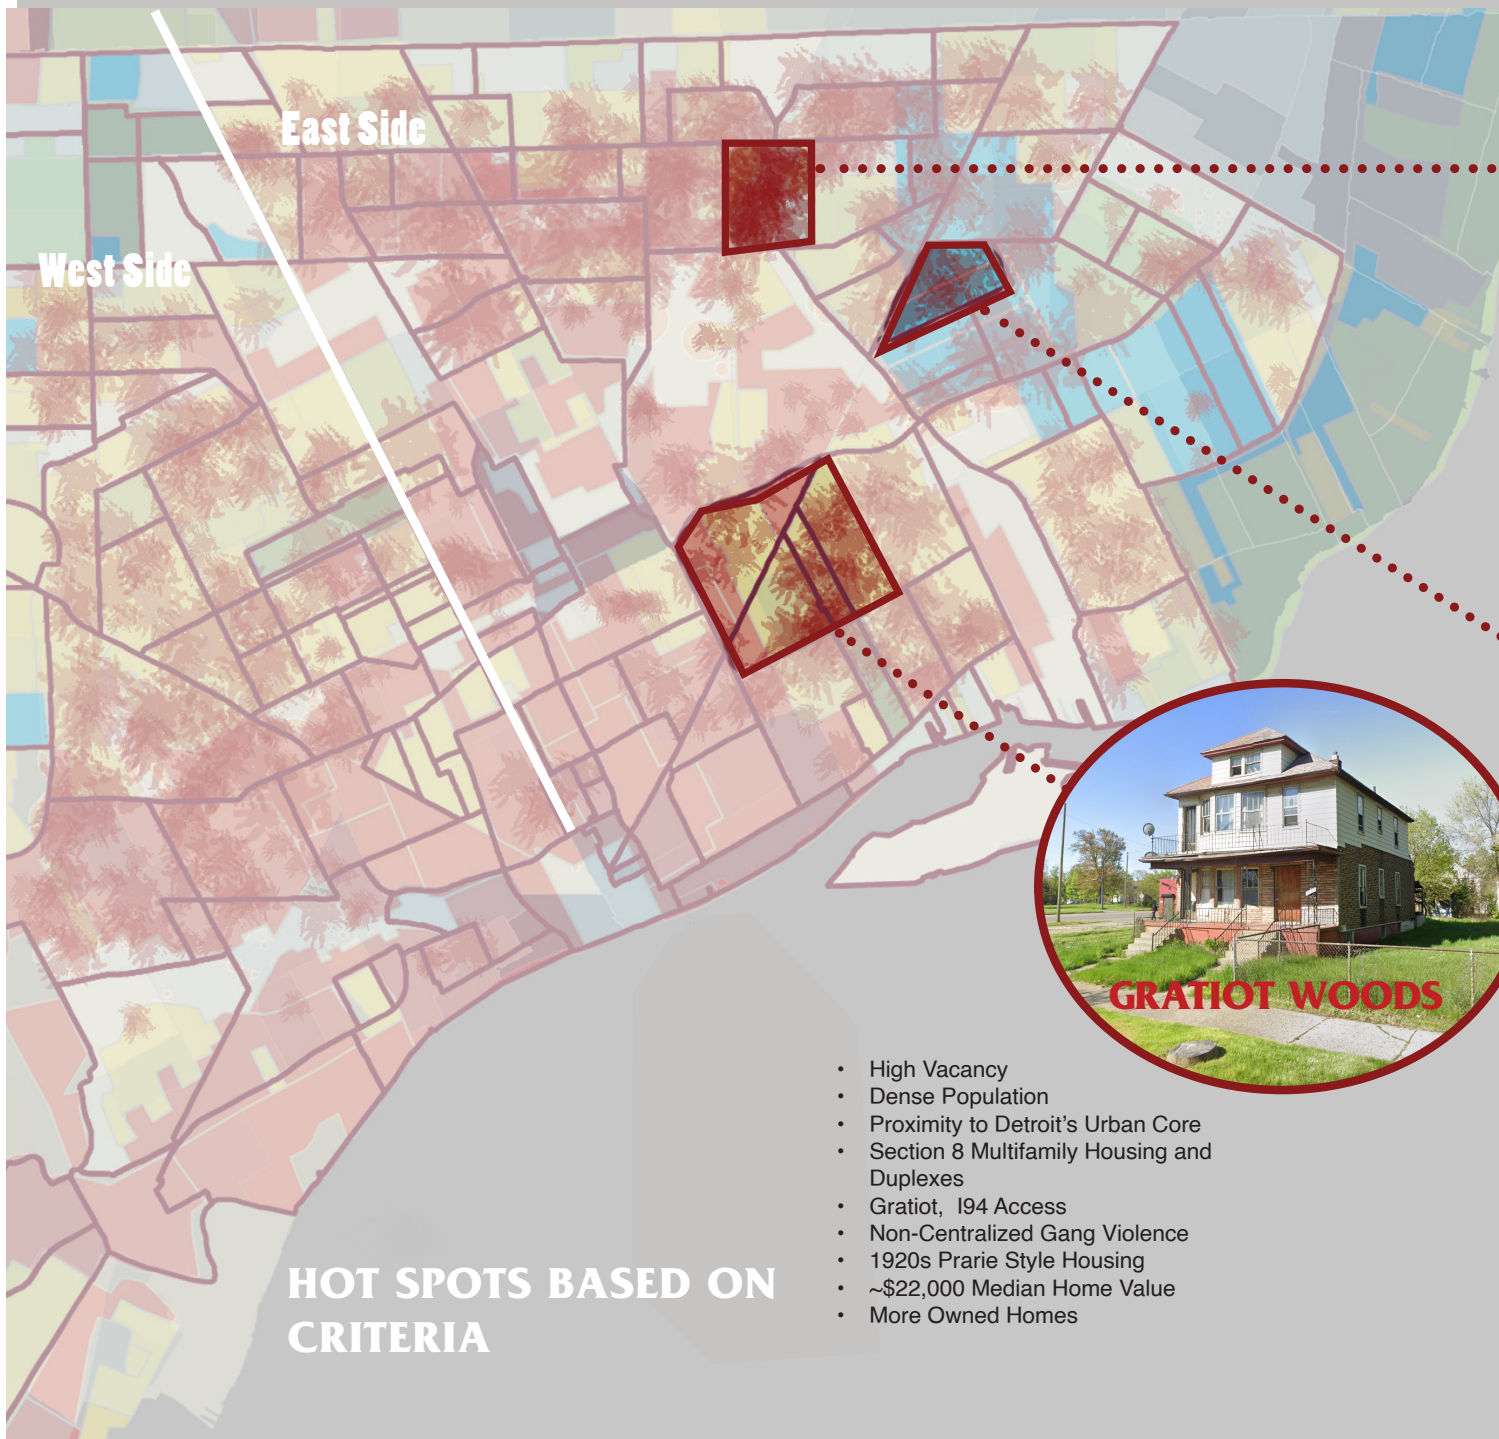 East Side
West Side
GRATIOT WOODS
• High Vacancy
• Dense Population
• Proximity to Detroit's Urban Core
• Section 8 Multifamily Housing and
Duplexes
• Gratiot,  I94 Access
• Non-Centralized Gang Violence
• 1920s Prarie Style Housing
• ~$22,000 Median Home Value
• More Owned Homes
HOT SPOTS BASED ON
CRITERIA